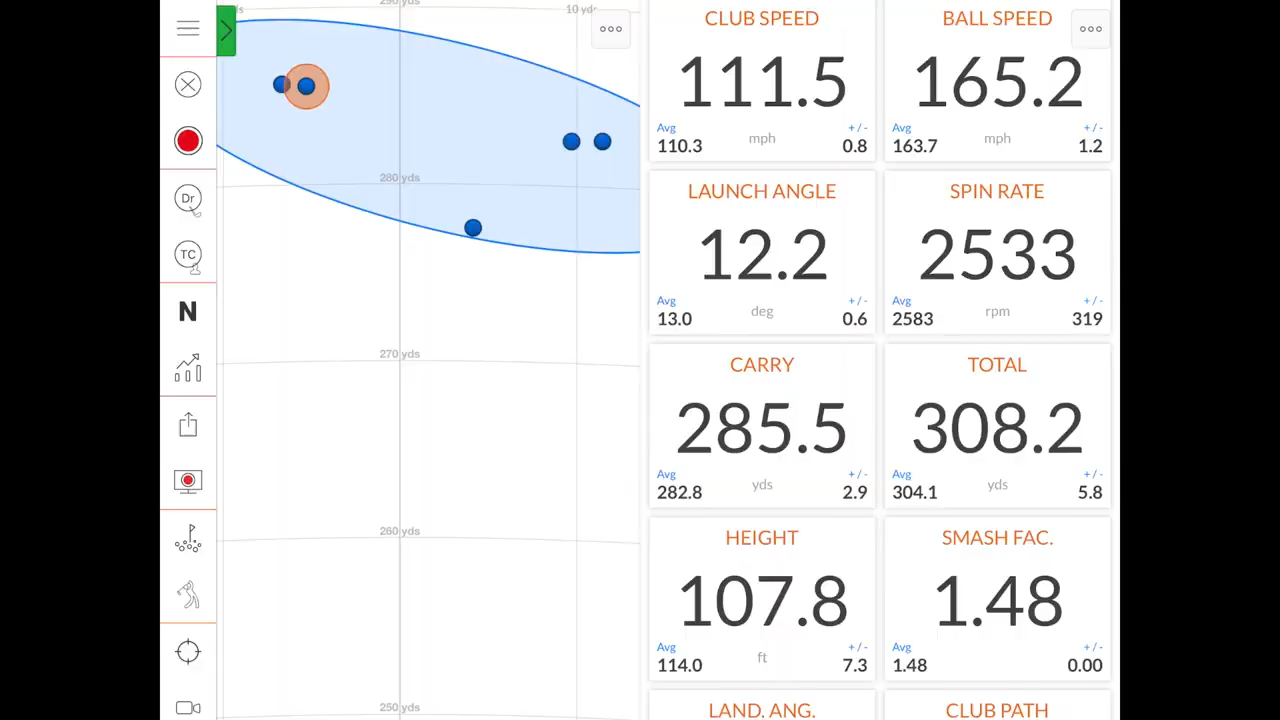 290 yds
10 yds
Dr
TC
N
280 yds
270 yds
260 yds
250 yds
CLUB SPEED
111.5
Avg
110.3
mph
+ / -
0.8
BALL SPEED
165.2
Avg
163.7
mph
+ / -
1.2
LAUNCH ANGLE
12.2
Avg
13.0
deg
+ / -
0.6
SPIN RATE
2533
Avg
2583
rpm
+ / -
319
CARRY
285.5
Avg
282.8
yds
+ / -
2.9
TOTAL
308.2
Avg
304.1
yds
+ / -
5.8
HEIGHT
107.8
Avg
114.0
ft
+ / -
7.3
SMASH FAC.
1.48
Avg
1.48
+ / -
0.00
LAND. ANG.
CLUB PATH